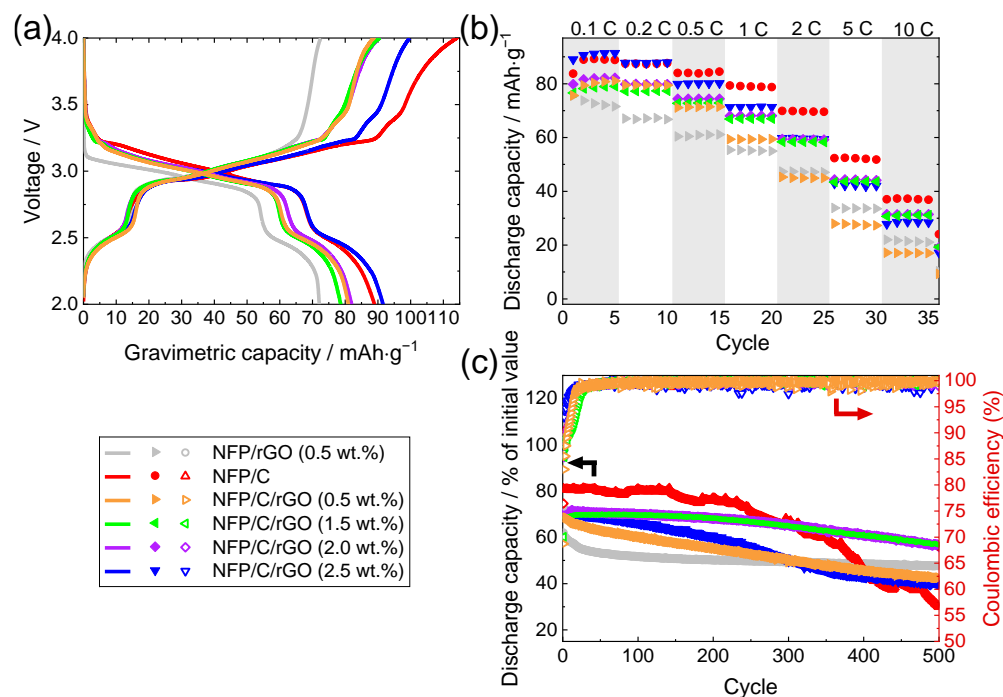 (a)
4.0
3.5
3.0
2.5
2.0
Voltage / V
0 10 20 30 40 50 60 70 80 90 100110
Gravimetric capacity / mAh·g⁻¹
(b)
0.1 C 0.2 C 0.5 C 1 C 2 C 5 C 10 C
80
60
40
20
0
Discharge capacity / mAh·g⁻¹
0 5 10 15 20 25 30 35
Cycle
NFP/rGO (0.5 wt.%)
NFP/C
NFP/C/rGO (0.5 wt.%)
NFP/C/rGO (1.5 wt.%)
NFP/C/rGO (2.0 wt.%)
NFP/C/rGO (2.5 wt.%)
(c)
120
100
80
60
40
20
Discharge capacity / % of initial value
100
95
90
85
80
75
70
65
60
55
50
Coulombic efficiency (%)
0 100 200 300 400 500
Cycle